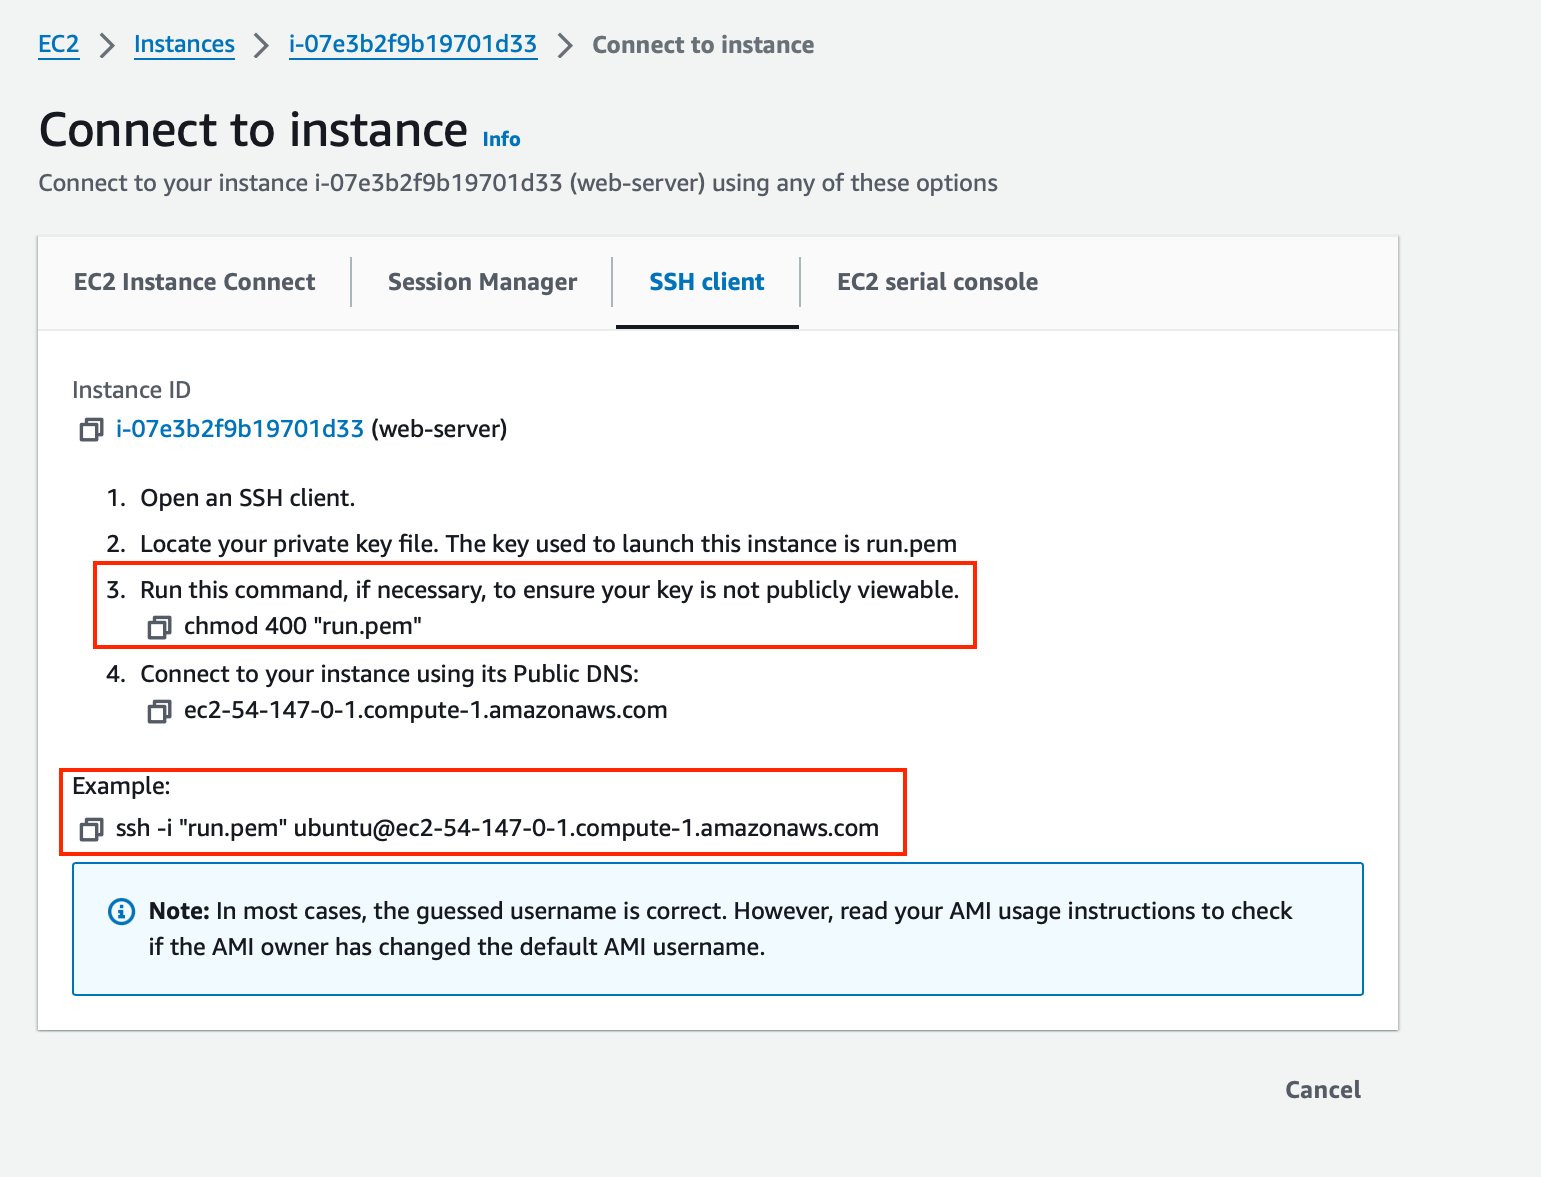 EC2 > Instances > i-07e3b2f9b19701d33 > Connect to instance
Connect to instance Info
Connect to your instance i-07e3b2f9b19701d33 (web-server) using any of these options
EC2 Instance Connect Session Manager SSH client EC2 serial console
Instance ID
i-07e3b2f9b19701d33 (web-server)
1. Open an SSH client.
2. Locate your private key file. The key used to launch this instance is run.pem
3. Run this command, if necessary, to ensure your key is not publicly viewable.
chmod 400 "run.pem"
4. Connect to your instance using its Public DNS:
ec2-54-147-0-1.compute-1.amazonaws.com
Example:
ssh -i "run.pem" ubuntu@ec2-54-147-0-1.compute-1.amazonaws.com
Note: In most cases, the guessed username is correct. However, read your AMI usage instructions to check
if the AMI owner has changed the default AMI username.
Cancel